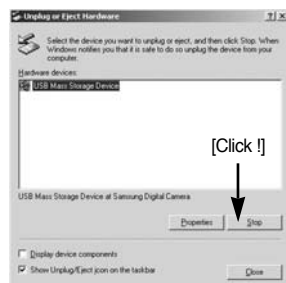 Unplug or Eject Hardware
Select the device you want to unplug or eject, and then click Stop. When
Windows notifies you that it is safe to do so unplug the device from your
computer.
Hardware devices:
USB Mass Storage Device
[Click !]
USB Mass Storage Device at Samsung Digital Camera
Properties
Stop
Display device components
Show Unplug/Eject icon on the taskbar
Close